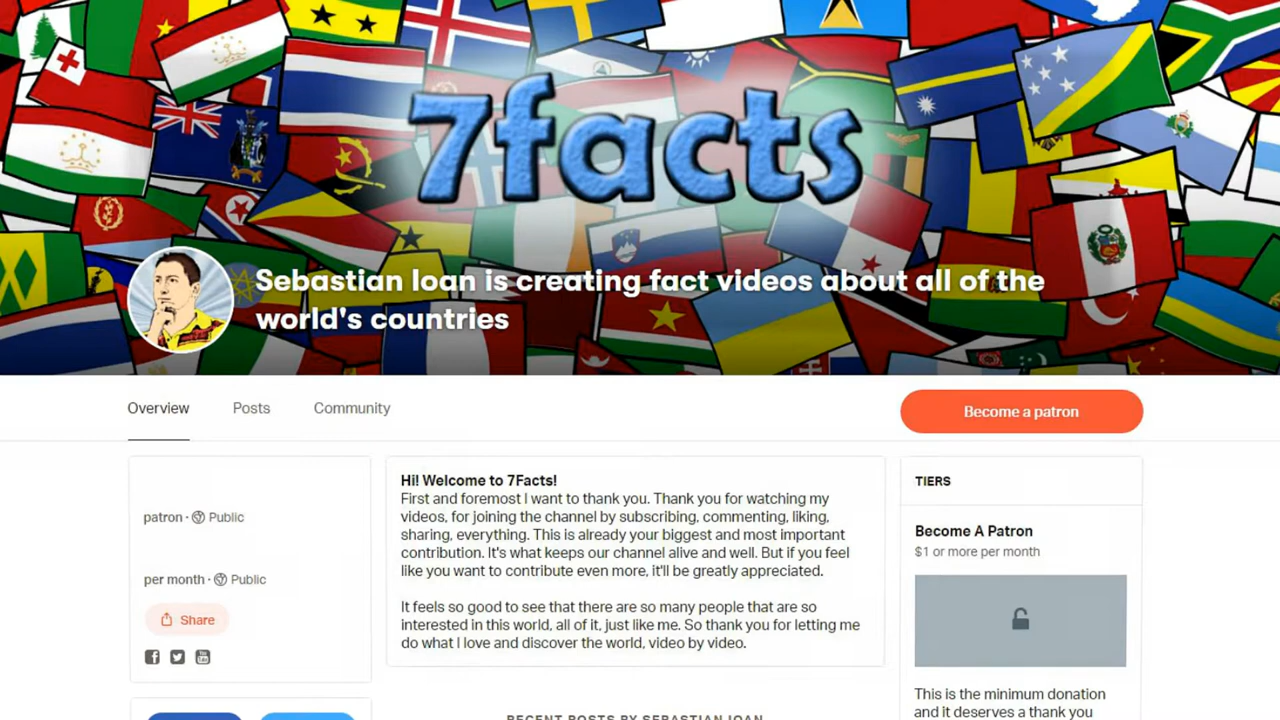 7facts
Sebastian Ioan is creating fact videos about all of the
world's countries
Overview
Posts
Community
Become a patron
patron · Public
per month · Public
Share
Hi! Welcome to 7Facts!
First and foremost I want to thank you. Thank you for watching my
videos, for joining the channel by subscribing, commenting, liking,
sharing, everything. This is already your biggest and most important
contribution. It's what keeps our channel alive and well. But if you feel
like you want to contribute even more, it'll be greatly appreciated.
It feels so good to see that there are so many people that are so
interested in this world, all of it, just like me. So thank you for letting me
do what I love and discover the world, video by video.
RECENT POSTS BY SEBASTIAN IOAN
TIERS
Become A Patron
$1 or more per month
This is the minimum donation
and it deserves a thank you